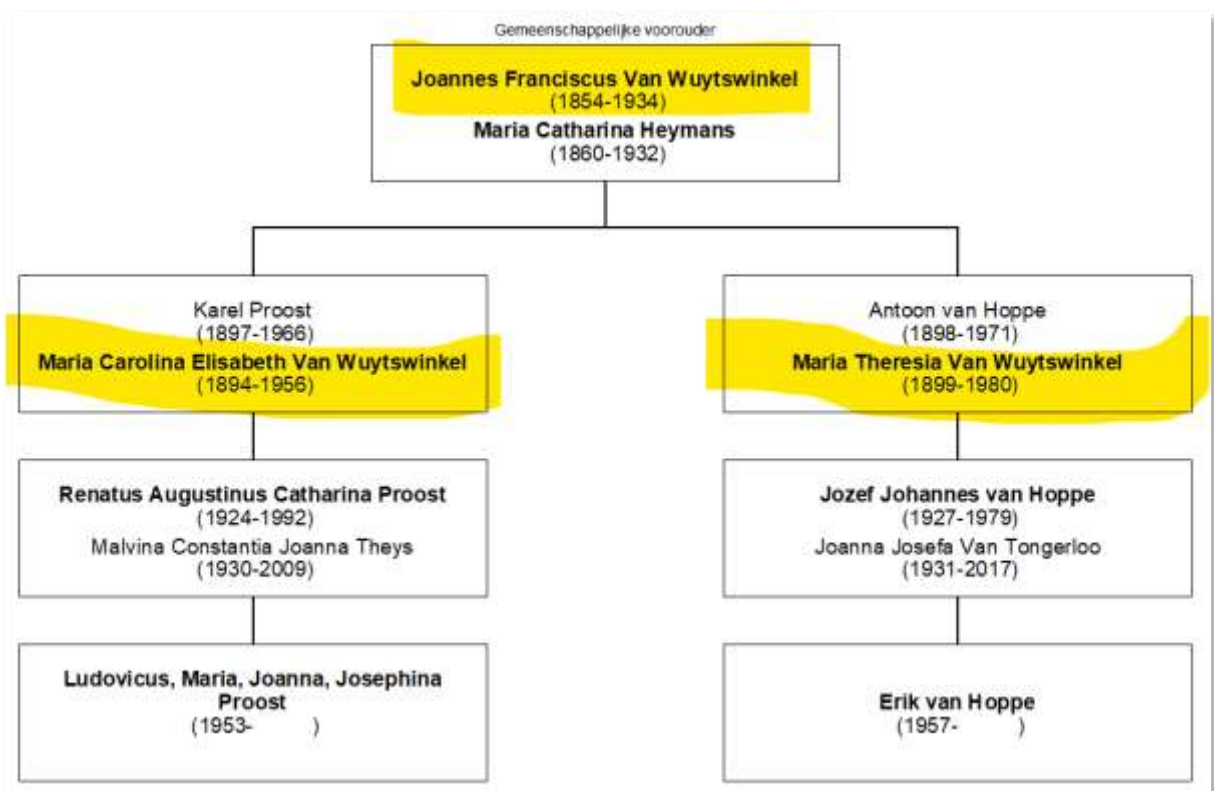 Gemeenschappelijke voorouder
Joannes Franciscus Van Wuytswinkel
(1854-1934)
Maria Catharina Heymans
(1860-1932)
Karel Proost
(1897-1966)
Maria Carolina Elisabeth Van Wuytswinkel
(1894-1956)
Antoon van Hoppe
(1898-1971)
Maria Theresia Van Wuytswinkel
(1899-1980)
Renatus Augustinus Catharina Proost
(1924-1992)
Malvina Constantia Joanna Theys
(1930-2009)
Jozef Johannes van Hoppe
(1927-1979)
Joanna Josefa Van Tongerloo
(1931-2017)
Ludovicus, Maria, Joanna, Josephina
Proost
(1953- )
Erik van Hoppe
(1957- )